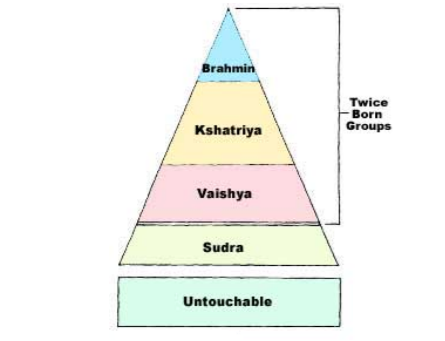 Brahmin
Kshatriya
Twice
Born
Groups
Vaishya
Sudra
Untouchable